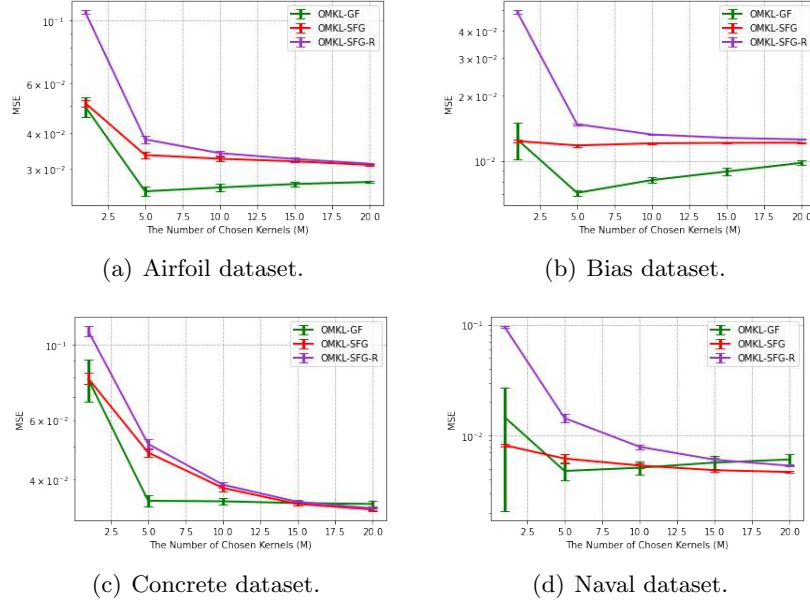 10⁻¹
6 × 10⁻²
4 × 10⁻²
3 × 10⁻²
MSE
OMKL-GF
OMKL-SFG
OMKL-SFG-R
2.5 5.0 7.5 10.0 12.5 15.0 17.5 20.0
The Number of Chosen Kernels (M)
(a) Airfoil dataset.
4 × 10⁻²
3 × 10⁻²
2 × 10⁻²
10⁻²
MSE
OMKL-GF
OMKL-SFG
OMKL-SFG-R
2.5 5.0 7.5 10.0 12.5 15.0 17.5 20.0
The Number of Chosen Kernels (M)
(b) Bias dataset.
10⁻¹
6 × 10⁻²
4 × 10⁻²
MSE
OMKL-GF
OMKL-SFG
OMKL-SFG-R
2.5 5.0 7.5 10.0 12.5 15.0 17.5 20.0
The Number of Chosen Kernels (M)
(c) Concrete dataset.
10⁻¹
10⁻²
MSE
OMKL-GF
OMKL-SFG
OMKL-SFG-R
2.5 5.0 7.5 10.0 12.5 15.0 17.5 20.0
The Number of Chosen Kernels (M)
(d) Naval dataset.